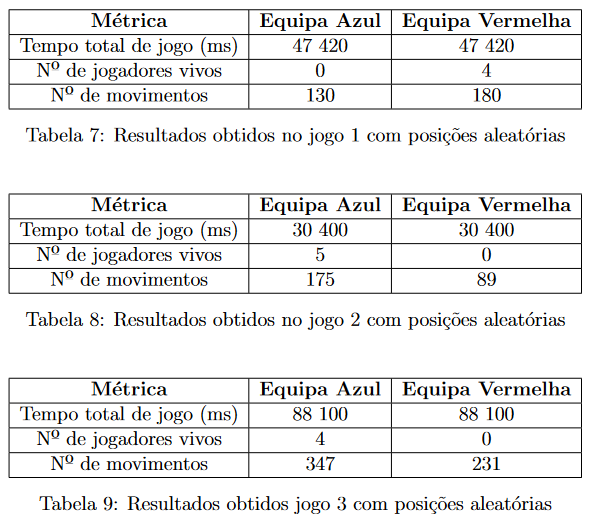 Métrica Equipa Azul Equipa Vermelha
Tempo total de jogo (ms) 47 420 47 420
Nº de jogadores vivos 0 4
Nº de movimentos 130 180
Tabela 7: Resultados obtidos no jogo 1 com posições aleatórias
Métrica Equipa Azul Equipa Vermelha
Tempo total de jogo (ms) 30 400 30 400
Nº de jogadores vivos 5 0
Nº de movimentos 175 89
Tabela 8: Resultados obtidos no jogo 2 com posições aleatórias
Métrica Equipa Azul Equipa Vermelha
Tempo total de jogo (ms) 88 100 88 100
Nº de jogadores vivos 4 0
Nº de movimentos 347 231
Tabela 9: Resultados obtidos jogo 3 com posições aleatórias